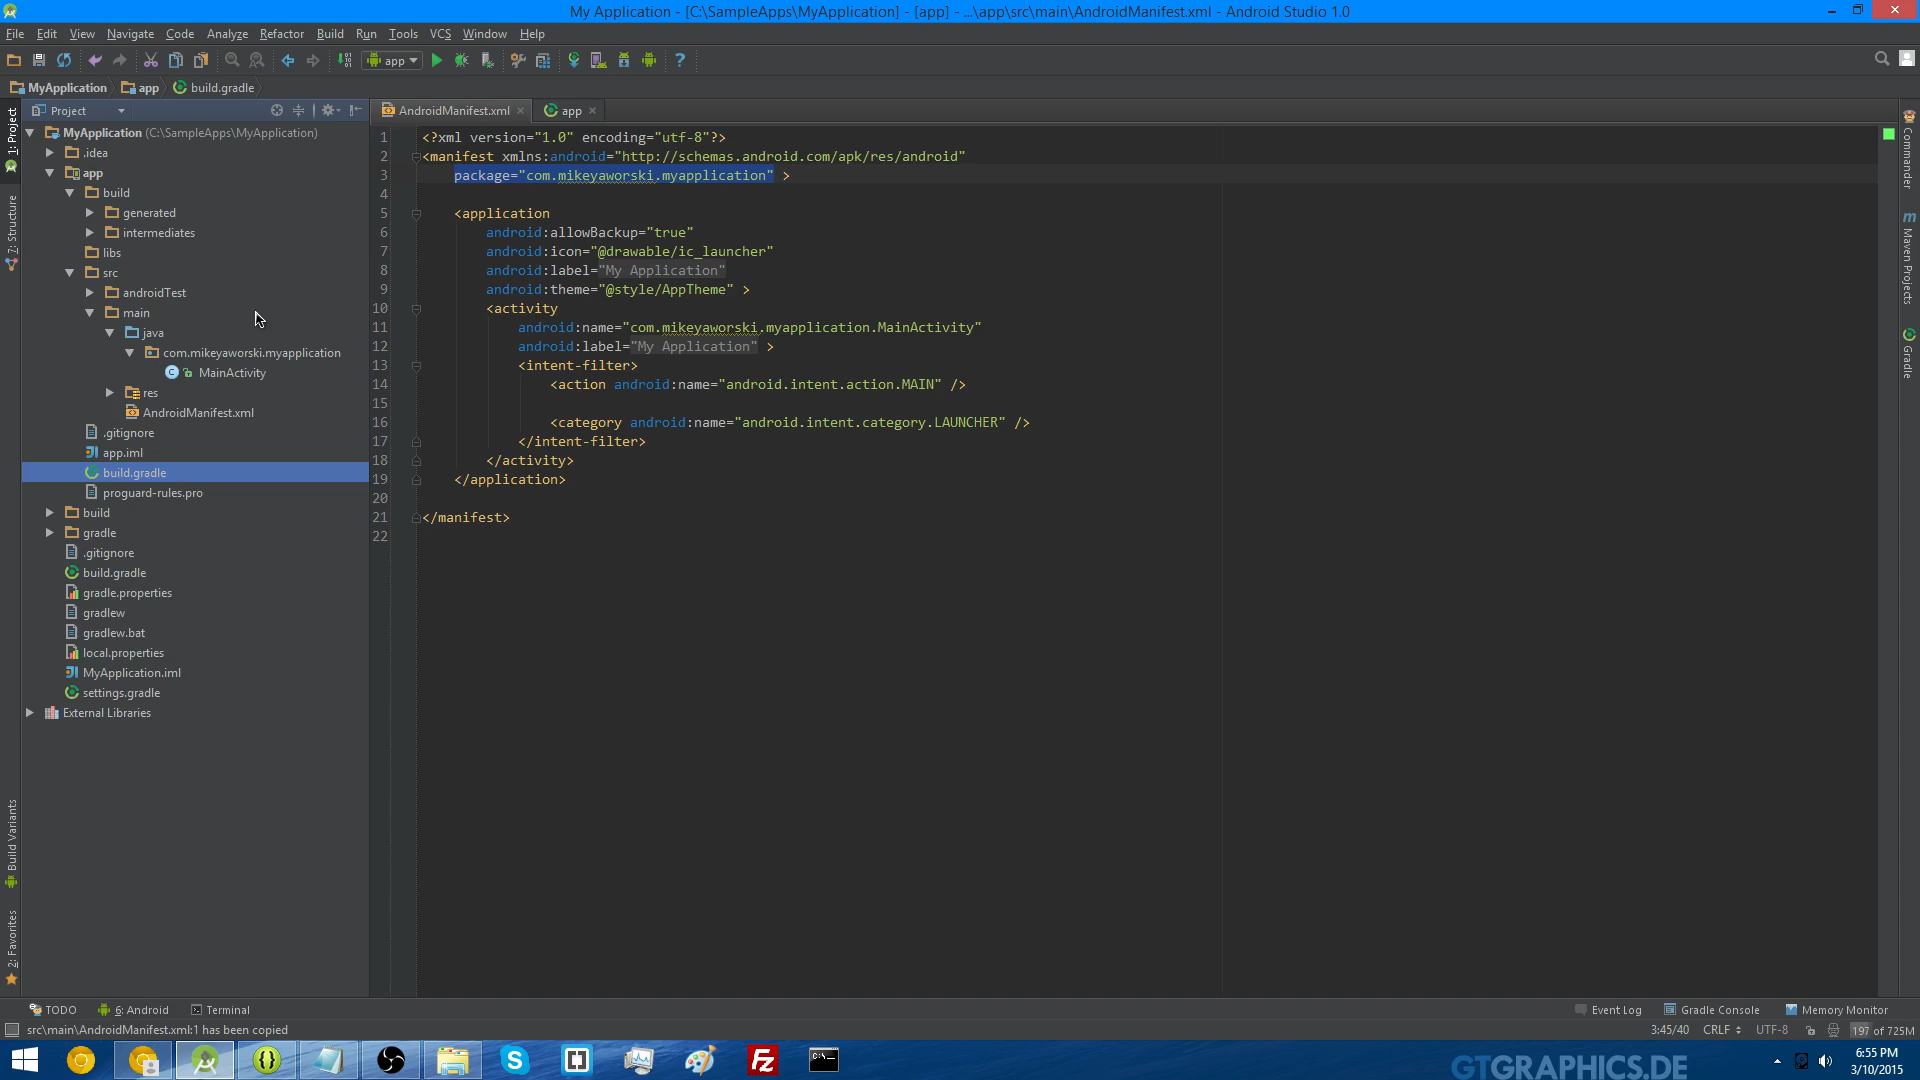 My Application - [C:\SampleApps\MyApplication] - [app] - ...\app\src\main\AndroidManifest.xml - Android Studio 1.0
File Edit View Navigate Code Analyze Refactor Build Run Tools VCS Window Help
app
MyApplication app build.gradle
Project
AndroidManifest.xml app
1: Project
7: Structure
Build Variants
2: Favorites
MyApplication (C:\SampleApps\MyApplication)
.idea
app
build
generated
intermediates
libs
src
androidTest
main
java
com.mikeyaworski.myapplication
MainActivity
res
AndroidManifest.xml
.gitignore
app.iml
build.gradle
proguard-rules.pro
build
gradle
.gitignore
build.gradle
gradle.properties
gradlew
gradlew.bat
local.properties
MyApplication.iml
settings.gradle
External Libraries
1 <?xml version="1.0" encoding="utf-8"?>
2 <manifest xmlns:android="http://schemas.android.com/apk/res/android"
3 package="com.mikeyaworski.myapplication" >
4
5 <application
6 android:allowBackup="true"
7 android:icon="@drawable/ic_launcher"
8 android:label="My Application"
9 android:theme="@style/AppTheme" >
10 <activity
11 android:name="com.mikeyaworski.myapplication.MainActivity"
12 android:label="My Application" >
13 <intent-filter>
14 <action android:name="android.intent.action.MAIN" />
15
16 <category android:name="android.intent.category.LAUNCHER" />
17 </intent-filter>
18 </activity>
19 </application>
20
21 </manifest>
22
Commander
Maven Projects
Gradle
TODO 6: Android Terminal Event Log Gradle Console Memory Monitor
src\main\AndroidManifest.xml:1 has been copied 3:45/40 CRLF UTF-8 197 of 725M
GTGRAPHICS.DE
6:55 PM
3/10/2015